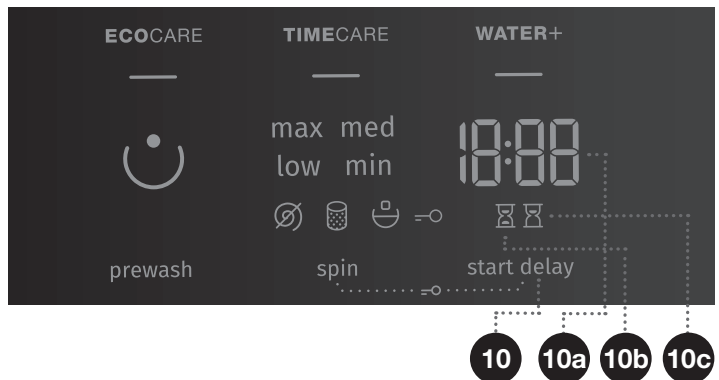 ECOCARE TIMECARE WATER+
max med
low min
18:88
prewash spin start delay
10 10a 10b 10c